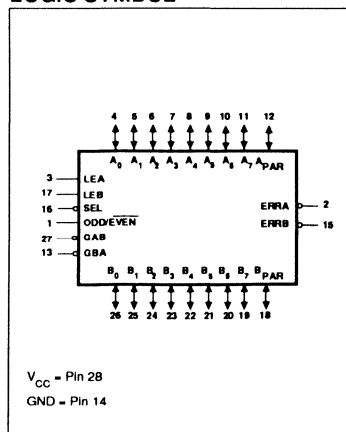 LOGIC SYMBOL
4 5 6 7 8 9 10 11 12
A0 A1 A2 A3 A4 A5 A6 A7 APAR
3 LEA
17 LEB
16 SEL
1 ODD/EVEN
27 GAB
13 GBA
ERRA 2
ERRB 15
B0 B1 B2 B3 B4 B5 B6 B7 BPAR
26 25 24 23 22 21 20 19 18
VCC = Pin 28
GND = Pin 14